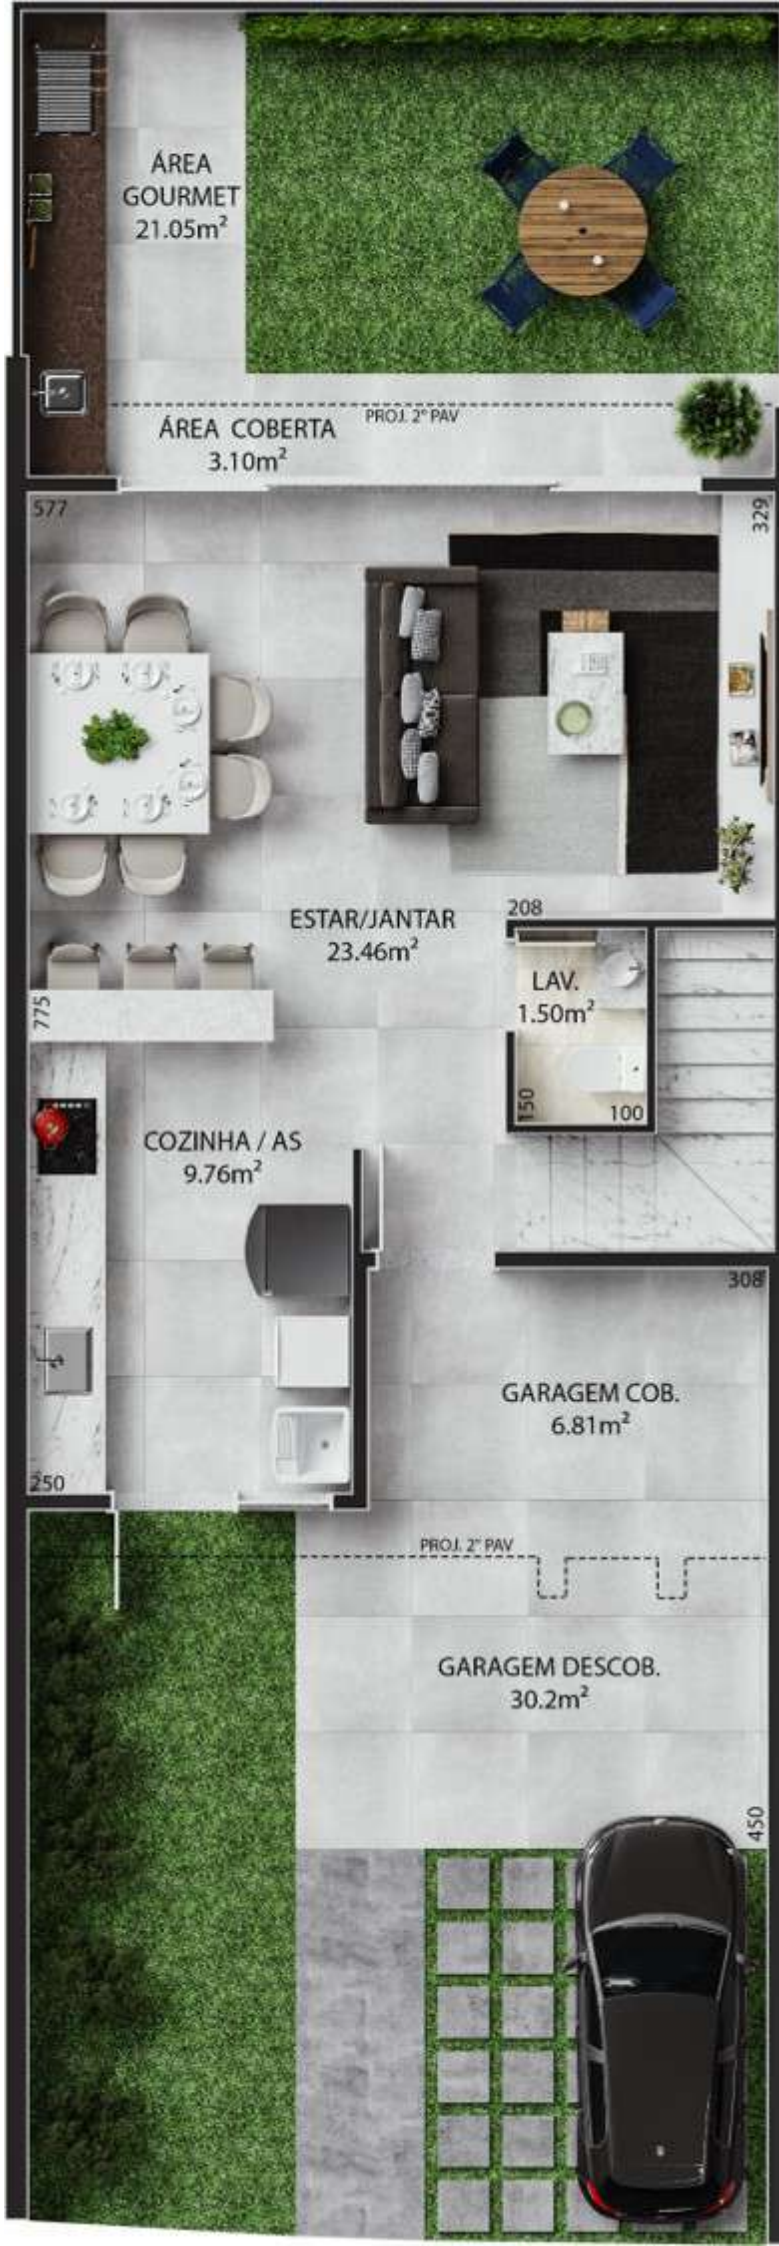 ÁREA
GOURMET
21.05m²
PROJ. 2° PAV
ÁREA COBERTA
3.10m²
577
329
ESTAR/JANTAR
23.46m²
208
LAV.
1.50m²
775
150
100
COZINHA / AS
9.76m²
308
GARAGEM COB.
6.81m²
250
PROJ. 2° PAV
GARAGEM DESCOB.
30.2m²
450